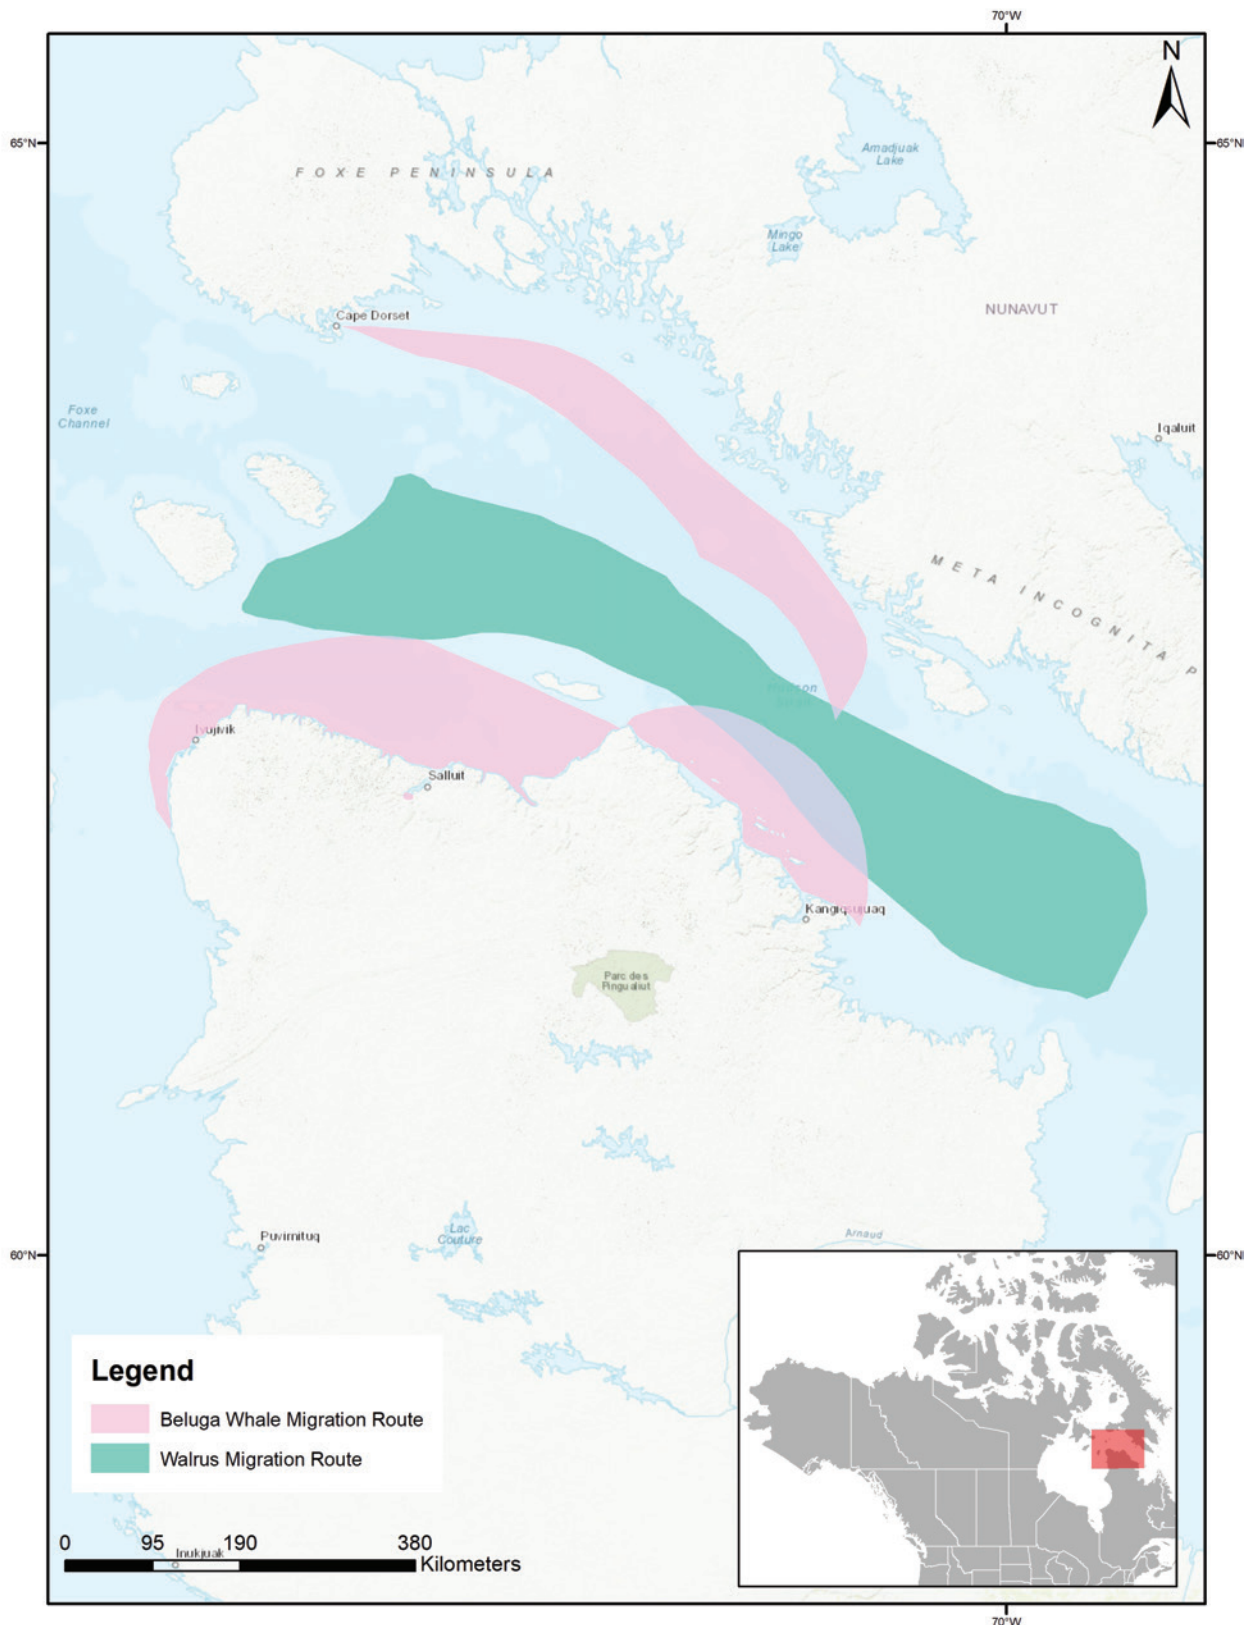 70°W
N
65°N
65°N
Amadjuak
Lake
FOXE PENINSULA
Mingo
Lake
NUNAVUT
Cape Dorset
Foxe
Channel
Iqaluit
META INCOGNITA P
Hudson
Ivujivik
Salluit
Kangiqsujuaq
Parc des
Pingualuit
Puvirnituq
Lac
Couture
Arnaud
60°N
60°N
Legend
Beluga Whale Migration Route
Walrus Migration Route
0 95 190 380
Kilometers
Inukjuak
70°W